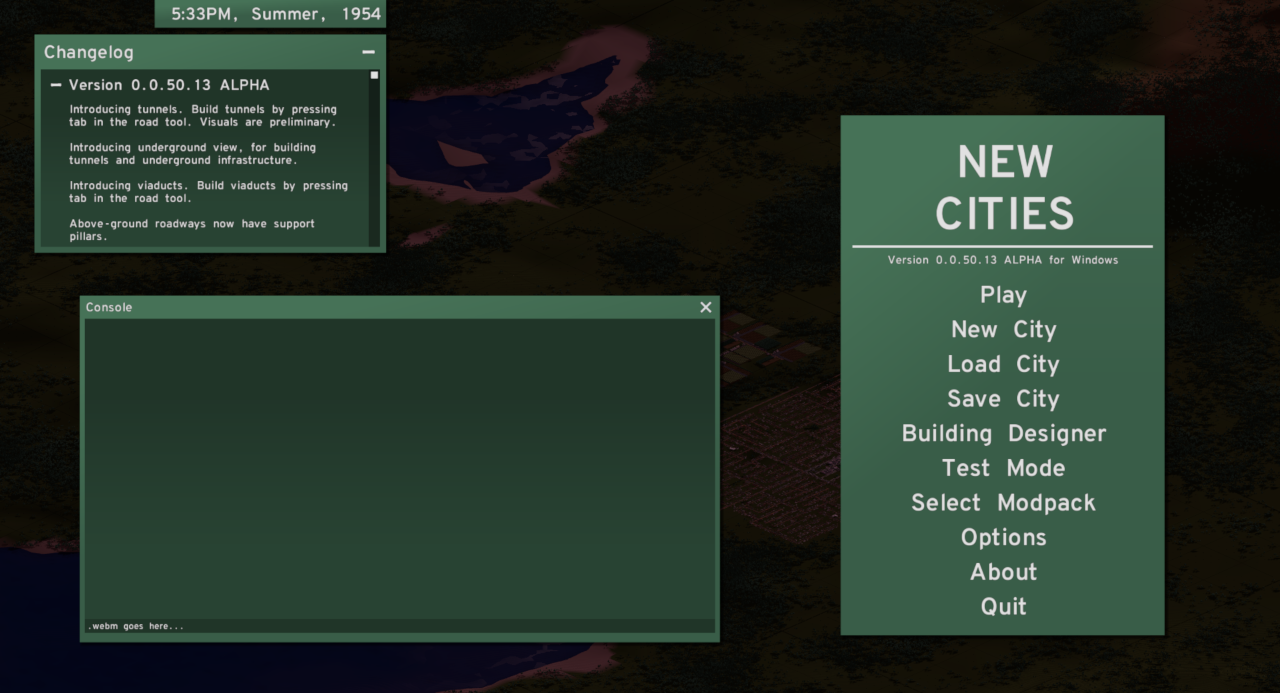 5:33PM, Summer, 1954
Changelog
Version 0.0.50.13 ALPHA
Introducing tunnels. Build tunnels by pressing
tab in the road tool. Visuals are preliminary.
Introducing underground view, for building
tunnels and underground infrastructure.
Introducing viaducts. Build viaducts by pressing
tab in the road tool.
Above-ground roadways now have support
pillars.
Console
.webm goes here...
NEW
CITIES
Version 0.0.50.13 ALPHA for Windows
Play
New City
Load City
Save City
Building Designer
Test Mode
Select Modpack
Options
About
Quit